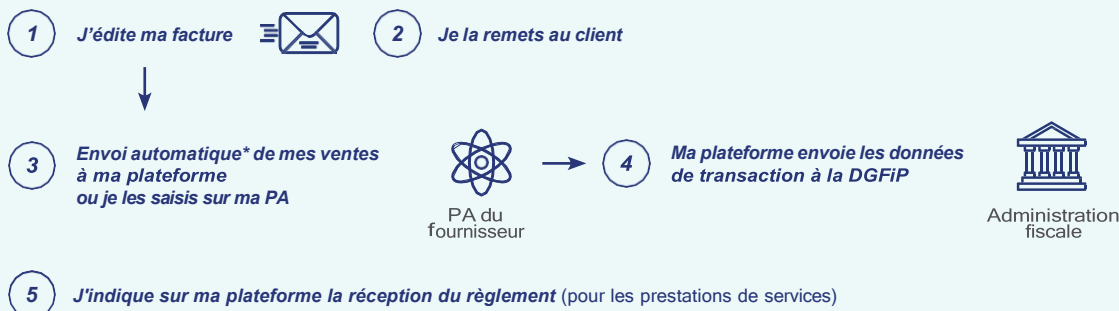 1 J'édite ma facture
2 Je la remets au client
3 Envoi automatique* de mes ventes
à ma plateforme
ou je les saisis sur ma PA
PA du
fournisseur
4 Ma plateforme envoie les données
de transaction à la DGFiP
Administration
fiscale
5 J'indique sur ma plateforme la réception du règlement (pour les prestations de services)